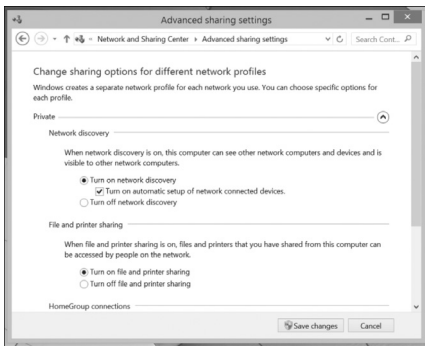 Advanced sharing settings
Network and Sharing Center ▸ Advanced sharing settings
Search Cont...
Change sharing options for different network profiles
Windows creates a separate network profile for each network you use. You can choose specific options for
each profile.
Private
Network discovery
When network discovery is on, this computer can see other network computers and devices and is
visible to other network computers.
Turn on network discovery
Turn on automatic setup of network connected devices.
Turn off network discovery
File and printer sharing
When file and printer sharing is on, files and printers that you have shared from this computer can
be accessed by people on the network.
Turn on file and printer sharing
Turn off file and printer sharing
HomeGroup connections
Save changes
Cancel